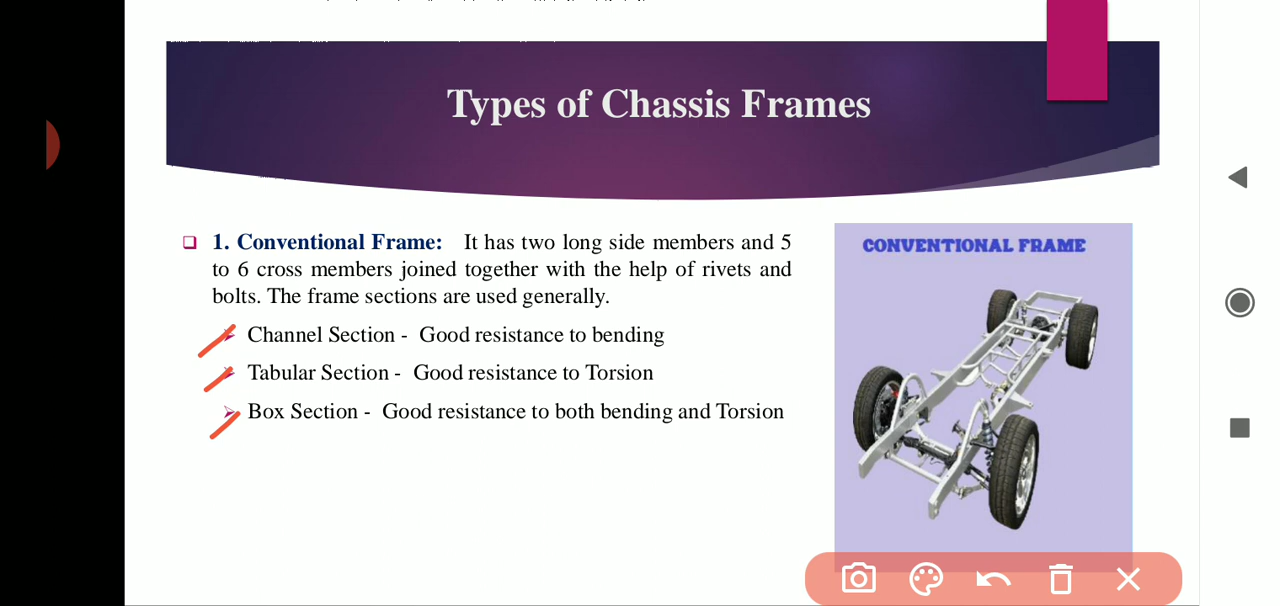 Types of Chassis Frames
1. Conventional Frame: It has two long side members and 5
to 6 cross members joined together with the help of rivets and
bolts. The frame sections are used generally.
Channel Section - Good resistance to bending
Tabular Section - Good resistance to Torsion
Box Section - Good resistance to both bending and Torsion
CONVENTIONAL FRAME